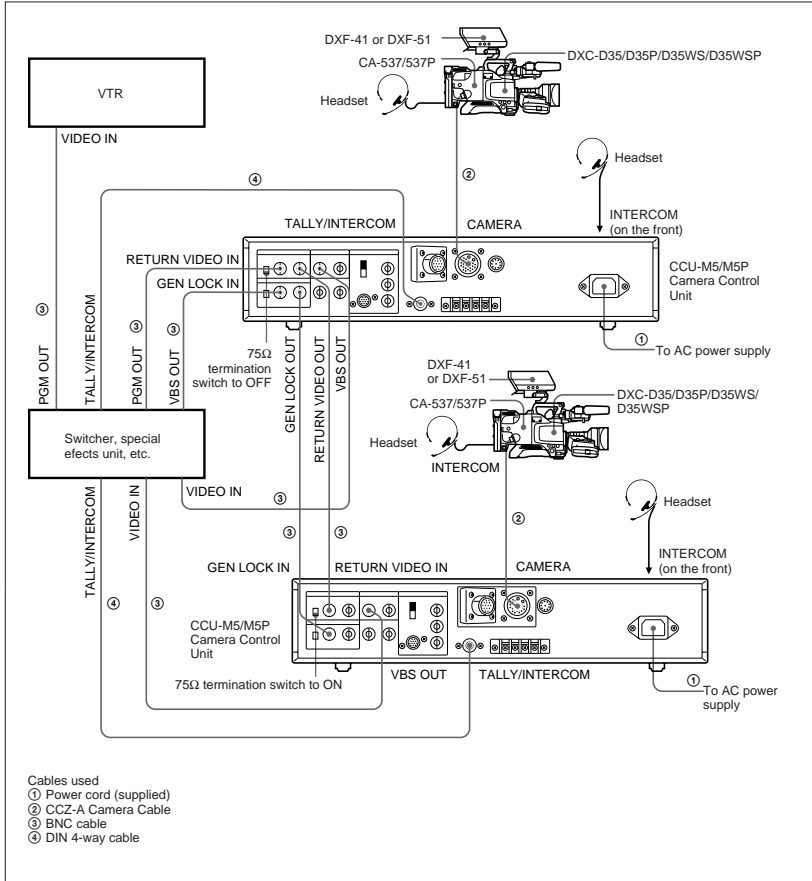 DXF-41 or DXF-51
CA-537/537P
DXC-D35/D35P/D35WS/D35WSP
Headset
VTR
VIDEO IN
②
Headset
④
INTERCOM
(on the front)
TALLY/INTERCOM
CAMERA
RETURN VIDEO IN
GEN LOCK IN
CCU-M5/M5P
Camera Control
Unit
①
To AC power supply
75Ω
termination
switch to OFF
③
PGM OUT
TALLY/INTERCOM
③
PGM OUT
③
VBS OUT
GEN LOCK OUT
RETURN VIDEO OUT
VBS OUT
DXF-41
or DXF-51
CA-537/537P
DXC-D35/D35P/D35WS/
D35WSP
Headset
INTERCOM
Switcher, special
efects unit, etc.
TALLY/INTERCOM
VIDEO IN
VIDEO IN
③
③
③
②
Headset
INTERCOM
(on the front)
GEN LOCK IN
RETURN VIDEO IN
CAMERA
④
③
CCU-M5/M5P
Camera Control
Unit
75Ω termination switch to ON
VBS OUT
TALLY/INTERCOM
①
To AC power
supply
Cables used
① Power cord (supplied)
② CCZ-A Camera Cable
③ BNC cable
④ DIN 4-way cable